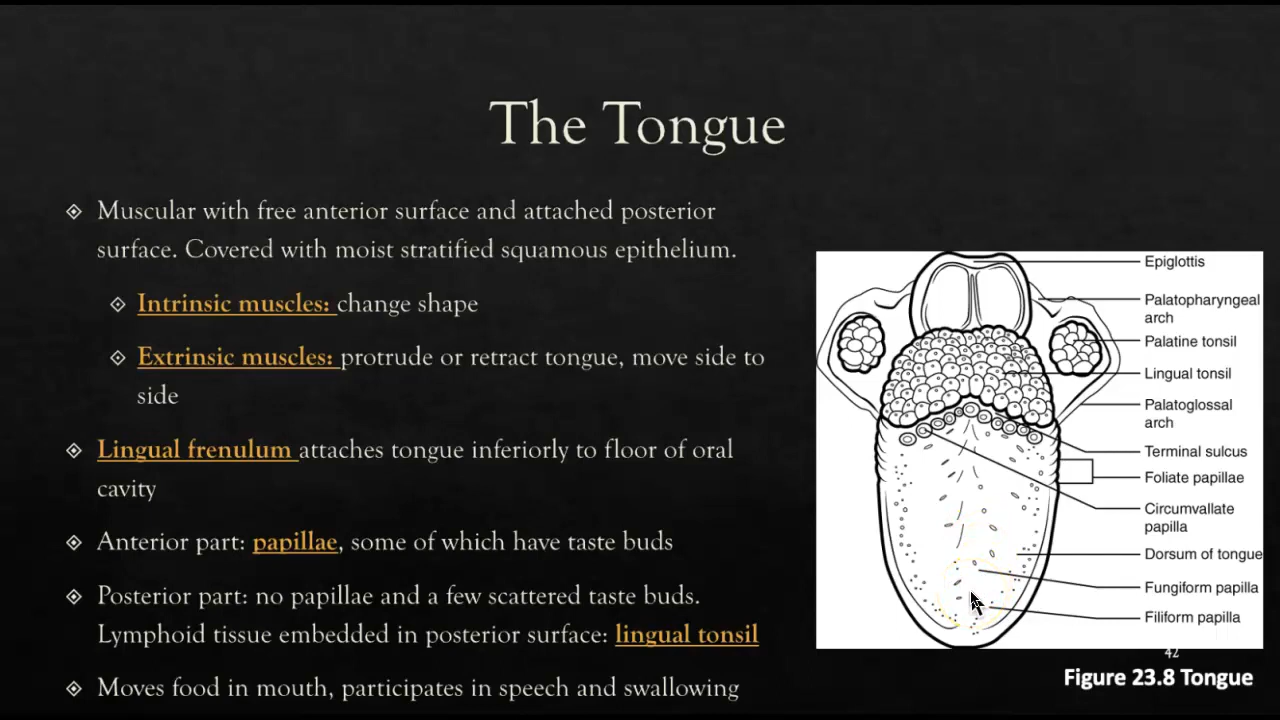 The Tongue
Muscular with free anterior surface and attached posterior
surface. Covered with moist stratified squamous epithelium.
Intrinsic muscles: change shape
Extrinsic muscles: protrude or retract tongue, move side to
side
Lingual frenulum attaches tongue inferiorly to floor of oral
cavity
Anterior part: papillae, some of which have taste buds
Posterior part: no papillae and a few scattered taste buds.
Lymphoid tissue embedded in posterior surface: lingual tonsil
Moves food in mouth, participates in speech and swallowing
Epiglottis
Palatopharyngeal
arch
Palatine tonsil
Lingual tonsil
Palatoglossal
arch
Terminal sulcus
Foliate papillae
Circumvallate
papilla
Dorsum of tongue
Fungiform papilla
Filiform papilla
42
Figure 23.8 Tongue